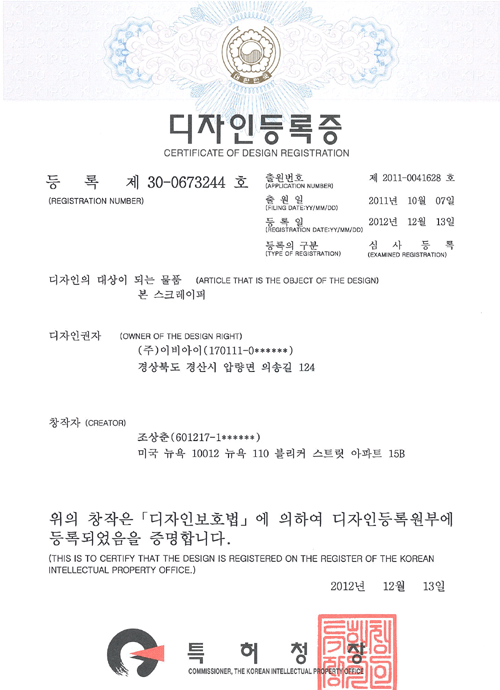 대한민국
디자인등록증
CERTIFICATE OF DESIGN REGISTRATION
등 록 제 30-0673244 호
(REGISTRATION NUMBER)
출원번호 제 2011-0041628 호
(APPLICATION NUMBER)
출 원 일 2011년 10월 07일
(FILING DATE:YY/MM/DD)
등 록 일 2012년 12월 13일
(REGISTRATION DATE:YY/MM/DD)
등록의 구분 심 사 등 록
(TYPE OF REGISTRATION) (EXAMINED REGISTRATION)
디자인의 대상이 되는 물품 (ARTICLE THAT IS THE OBJECT OF THE DESIGN)
본 스크레이퍼
디자인권자 (OWNER OF THE DESIGN RIGHT)
(주)이비아이(170111-0******)
경상북도 경산시 압량면 의송길 124
창작자 (CREATOR)
조상춘(601217-1******)
미국 뉴욕 10012 뉴욕 110 블리커 스트릿 아파트 15B
위의 창작은「디자인보호법」에 의하여 디자인등록원부에
등록되었음을 증명합니다.
(THIS IS TO CERTIFY THAT THE DESIGN IS REGISTERED ON THE REGISTER OF THE KOREAN
INTELLECTUAL PROPERTY OFFICE.)
2012년 12월 13일
특 허 청 장
COMMISSIONER, THE KOREAN INTELLECTUAL PROPERTY OFFICE